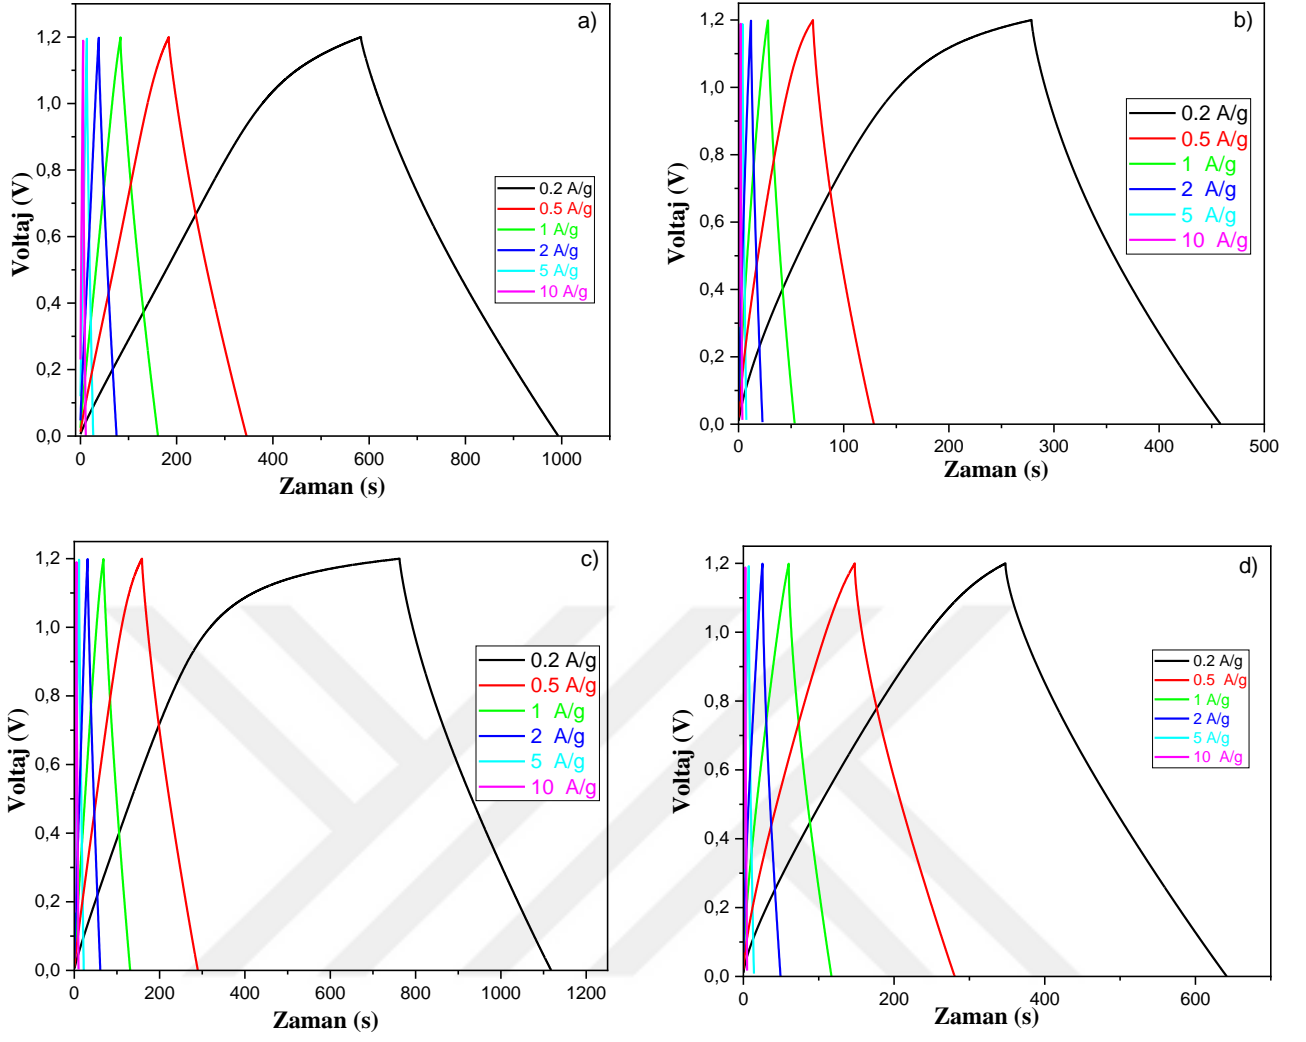 a)
1,2
1,0
0,8
0,6
0,4
0,2
0,0
Voltaj (V)
0.2 A/g
0.5 A/g
1 A/g
2 A/g
5 A/g
10 A/g
0 200 400 600 800 1000
Zaman (s)
b)
1,2
1,0
0,8
0,6
0,4
0,2
0,0
Voltaj (V)
0.2 A/g
0.5 A/g
1 A/g
2 A/g
5 A/g
10 A/g
0 100 200 300 400 500
Zaman (s)
c)
1,2
1,0
0,8
0,6
0,4
0,2
0,0
Voltaj (V)
0.2 A/g
0.5 A/g
1 A/g
2 A/g
5 A/g
10 A/g
0 200 400 600 800 1000 1200
Zaman (s)
d)
1,2
1,0
0,8
0,6
0,4
0,2
0,0
Voltaj (V)
0.2 A/g
0.5 A/g
1 A/g
2 A/g
5 A/g
10 A/g
0 200 400 600
Zaman (s)